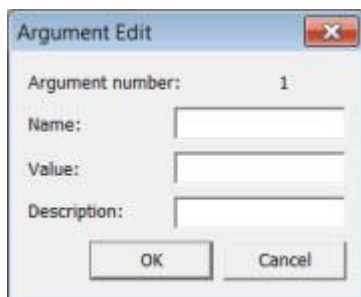 Argument Edit
Argument number: 1
Name:
Value:
Description:
OK Cancel